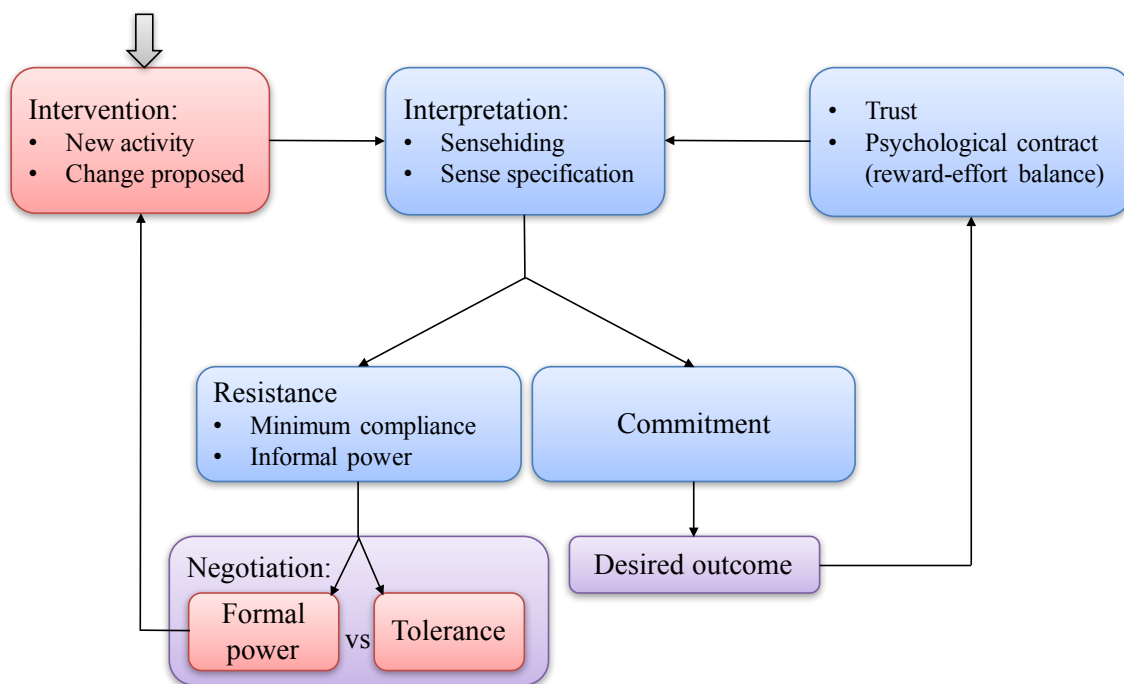 Intervention:
• New activity
• Change proposed
Interpretation:
• Sensehiding
• Sense specification
• Trust
• Psychological contract
(reward-effort balance)
Resistance
• Minimum compliance
• Informal power
Commitment
Negotiation:
Formal
power
vs
Tolerance
Desired outcome